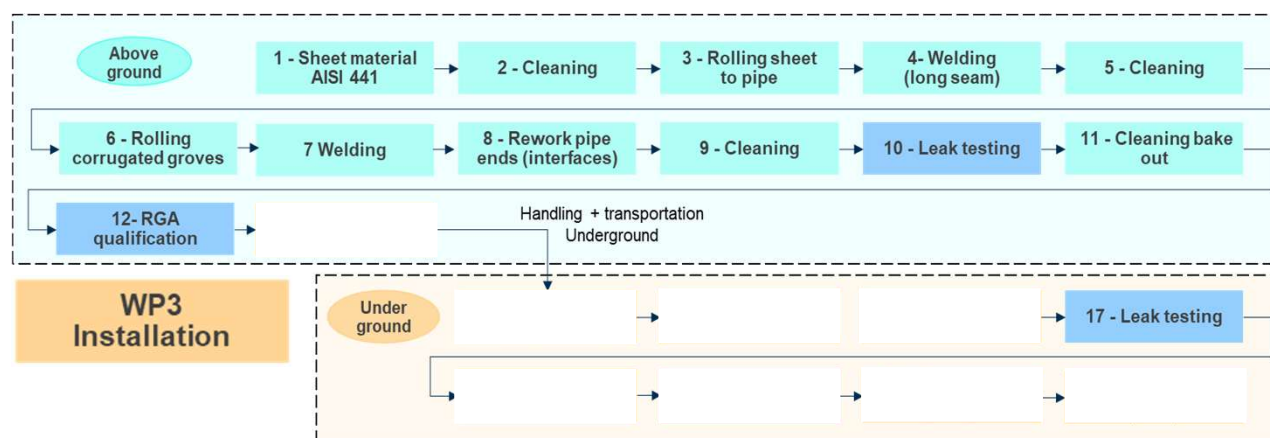 Above
ground
1 - Sheet material
AISI 441
2 - Cleaning
3 - Rolling sheet
to pipe
4- Welding
(long seam)
5 - Cleaning
6 - Rolling
corrugated groves
7 Welding
8 - Rework pipe
ends (interfaces)
9 - Cleaning
10 - Leak testing
11 - Cleaning bake
out
12- RGA
qualification
Handling + transportation
Underground
WP3
Installation
Under
ground
17 - Leak testing